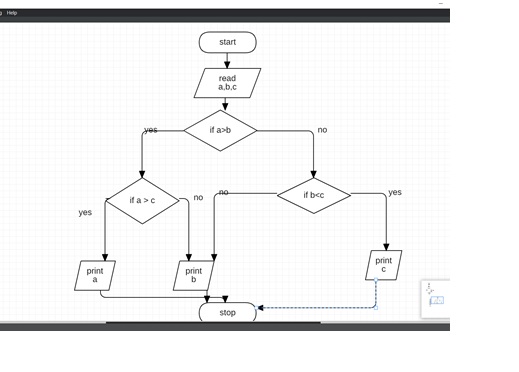 Help
start
read
a,b,c
if a>b
yes
no
if a > c
yes
no
if b<c
no
yes
print
a
print
b
print
c
stop